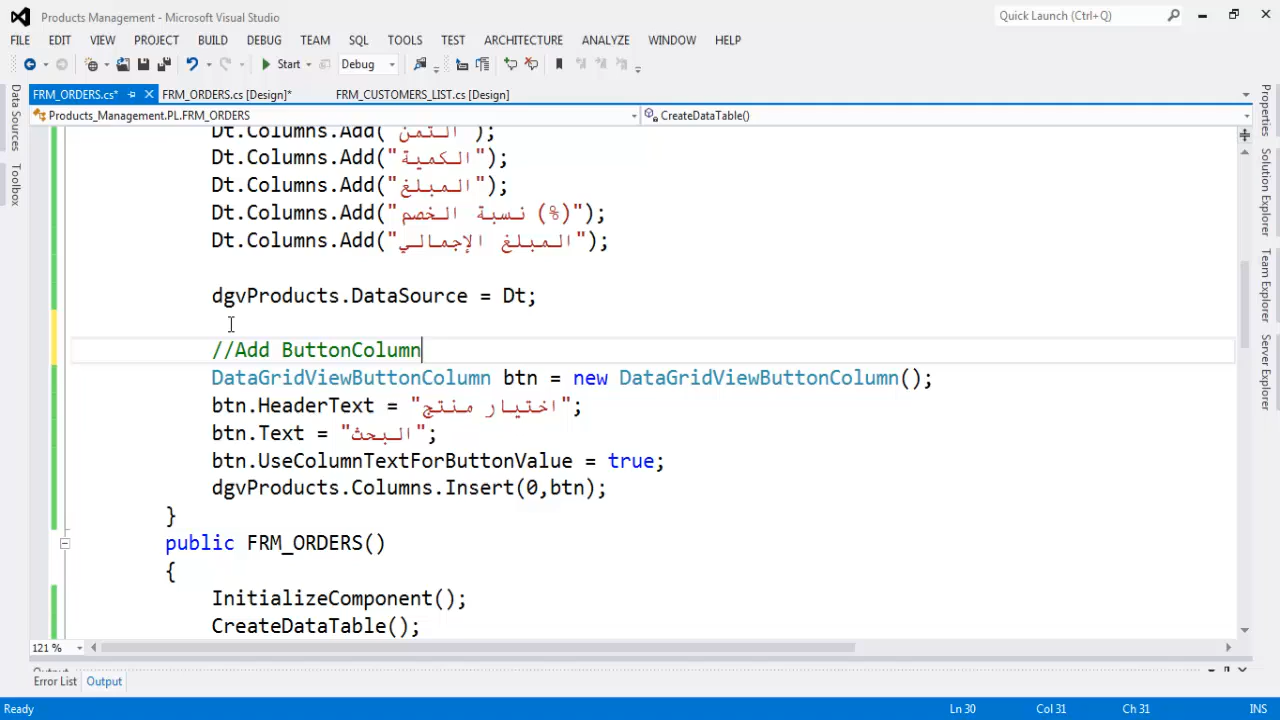 Products Management - Microsoft Visual Studio
Quick Launch (Ctrl+Q)
FILE EDIT VIEW PROJECT BUILD DEBUG TEAM SQL TOOLS TEST ARCHITECTURE ANALYZE WINDOW HELP
Start Debug
FRM_ORDERS.cs* FRM_ORDERS.cs [Design]* FRM_CUSTOMERS_LIST.cs [Design]
Products_Management.PL.FRM_ORDERS CreateDataTable()
Data Sources
Toolbox
Properties
Solution Explorer
Team Explorer
Server Explorer
Dt.Columns.Add("الثمن");
Dt.Columns.Add("الكمية");
Dt.Columns.Add("المبلغ");
Dt.Columns.Add("نسبة الخصم (%)");
Dt.Columns.Add("المبلغ الإجمالي");
dgvProducts.DataSource = Dt;
//Add ButtonColumn
DataGridViewButtonColumn btn = new DataGridViewButtonColumn();
btn.HeaderText = "اختيار منتج";
btn.Text = "البحث";
btn.UseColumnTextForButtonValue = true;
dgvProducts.Columns.Insert(0,btn);
}
public FRM_ORDERS()
{
InitializeComponent();
CreateDataTable();
121 %
Output
Error List Output
Ready Ln 30 Col 31 Ch 31 INS